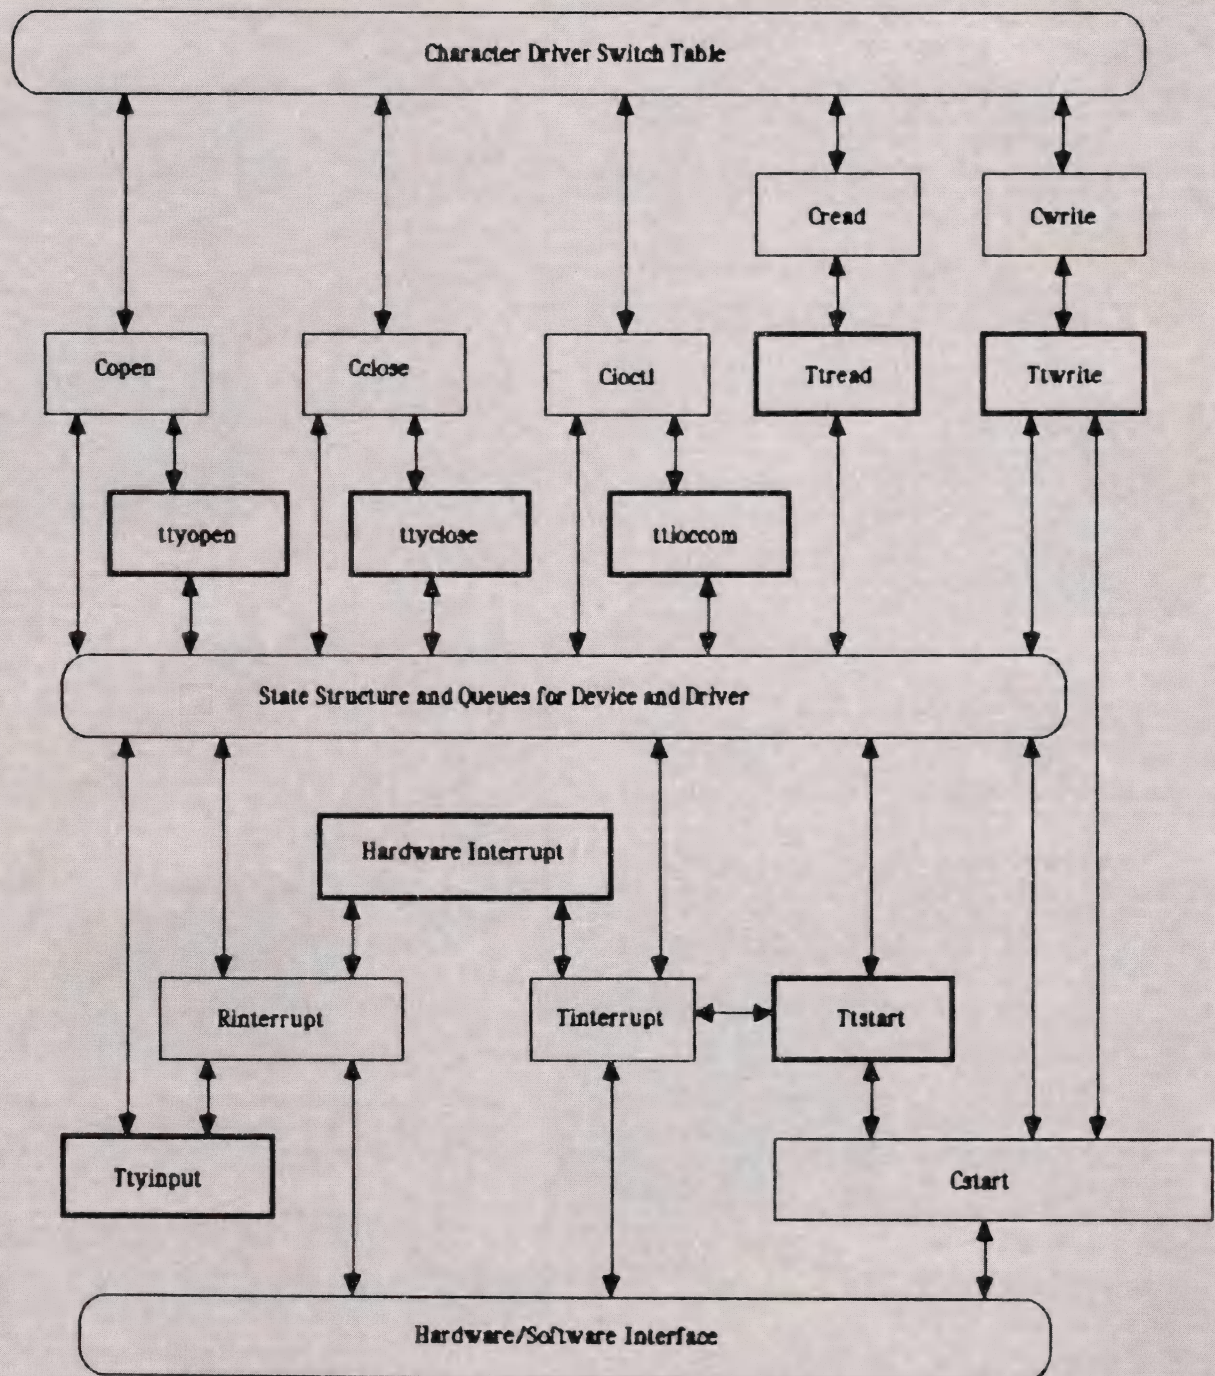 Character Driver Switch Table
Cread
Cwrite
Copen
Cclose
Cioctl
Ttread
Ttwrite
ttyopen
ttyclose
ttioccom
State Structure and Queues for Device and Driver
Hardware Interrupt
Rinterrupt
Tinterrupt
Ttstart
Ttyinput
Cstart
Hardware/Software Interface